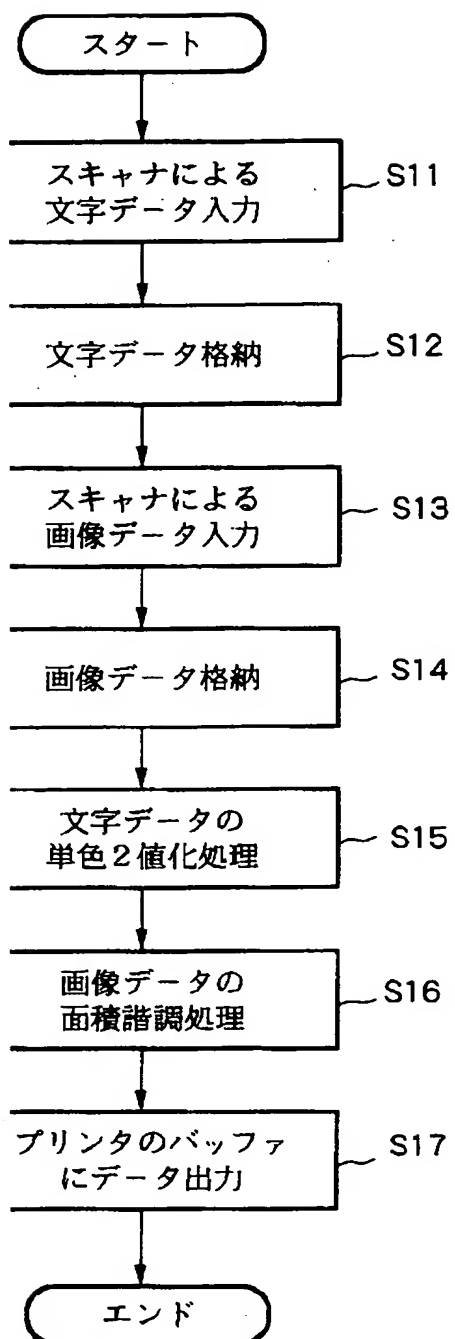 スタート
スキャナによる
文字データ入力
S11
文字データ格納
S12
スキャナによる
画像データ入力
S13
画像データ格納
S14
文字データの
単色2値化処理
S15
画像データの
面積諧調処理
S16
プリンタのバッファ
にデータ出力
S17
エンド